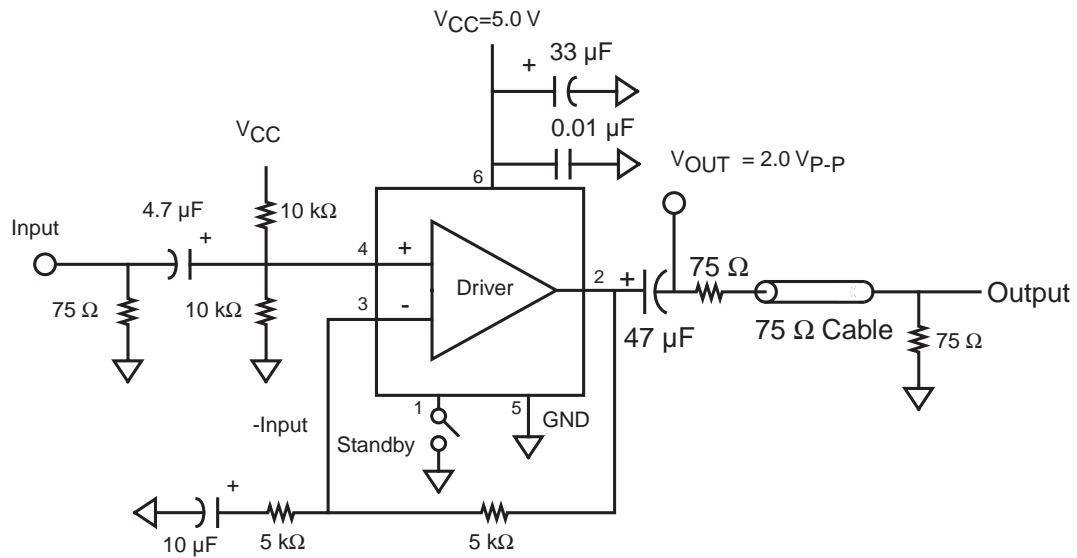 VCC=5.0 V
+ 33 µF
VCC
0.01 µF
VOUT = 2.0 VP-P
6
4.7 µF
10 kΩ
Input
+
4
+
2
+
75 Ω
Driver
Output
3
-
75 Ω
10 kΩ
47 µF
75 Ω Cable
75 Ω
1
5
GND
-Input
Standby
+
10 µF
5 kΩ
5 kΩ